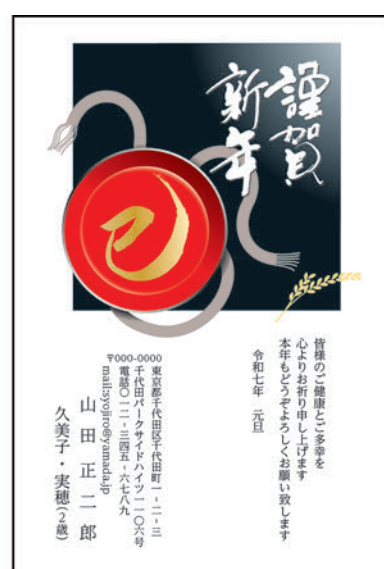 謹賀
新年
巳
皆様のご健康とご多幸を
心よりお祈り申し上げます
本年もどうぞよろしくお願い致します
令和七年 元旦
〒000-0000
東京都千代田区千代田町一-二-三
千代田パークサイドハイツ一一〇六号
電話〇一二-三四五-六七八九
mail:syojiro@yamada.jp
山田正二郎
久美子・実穂(2歳)